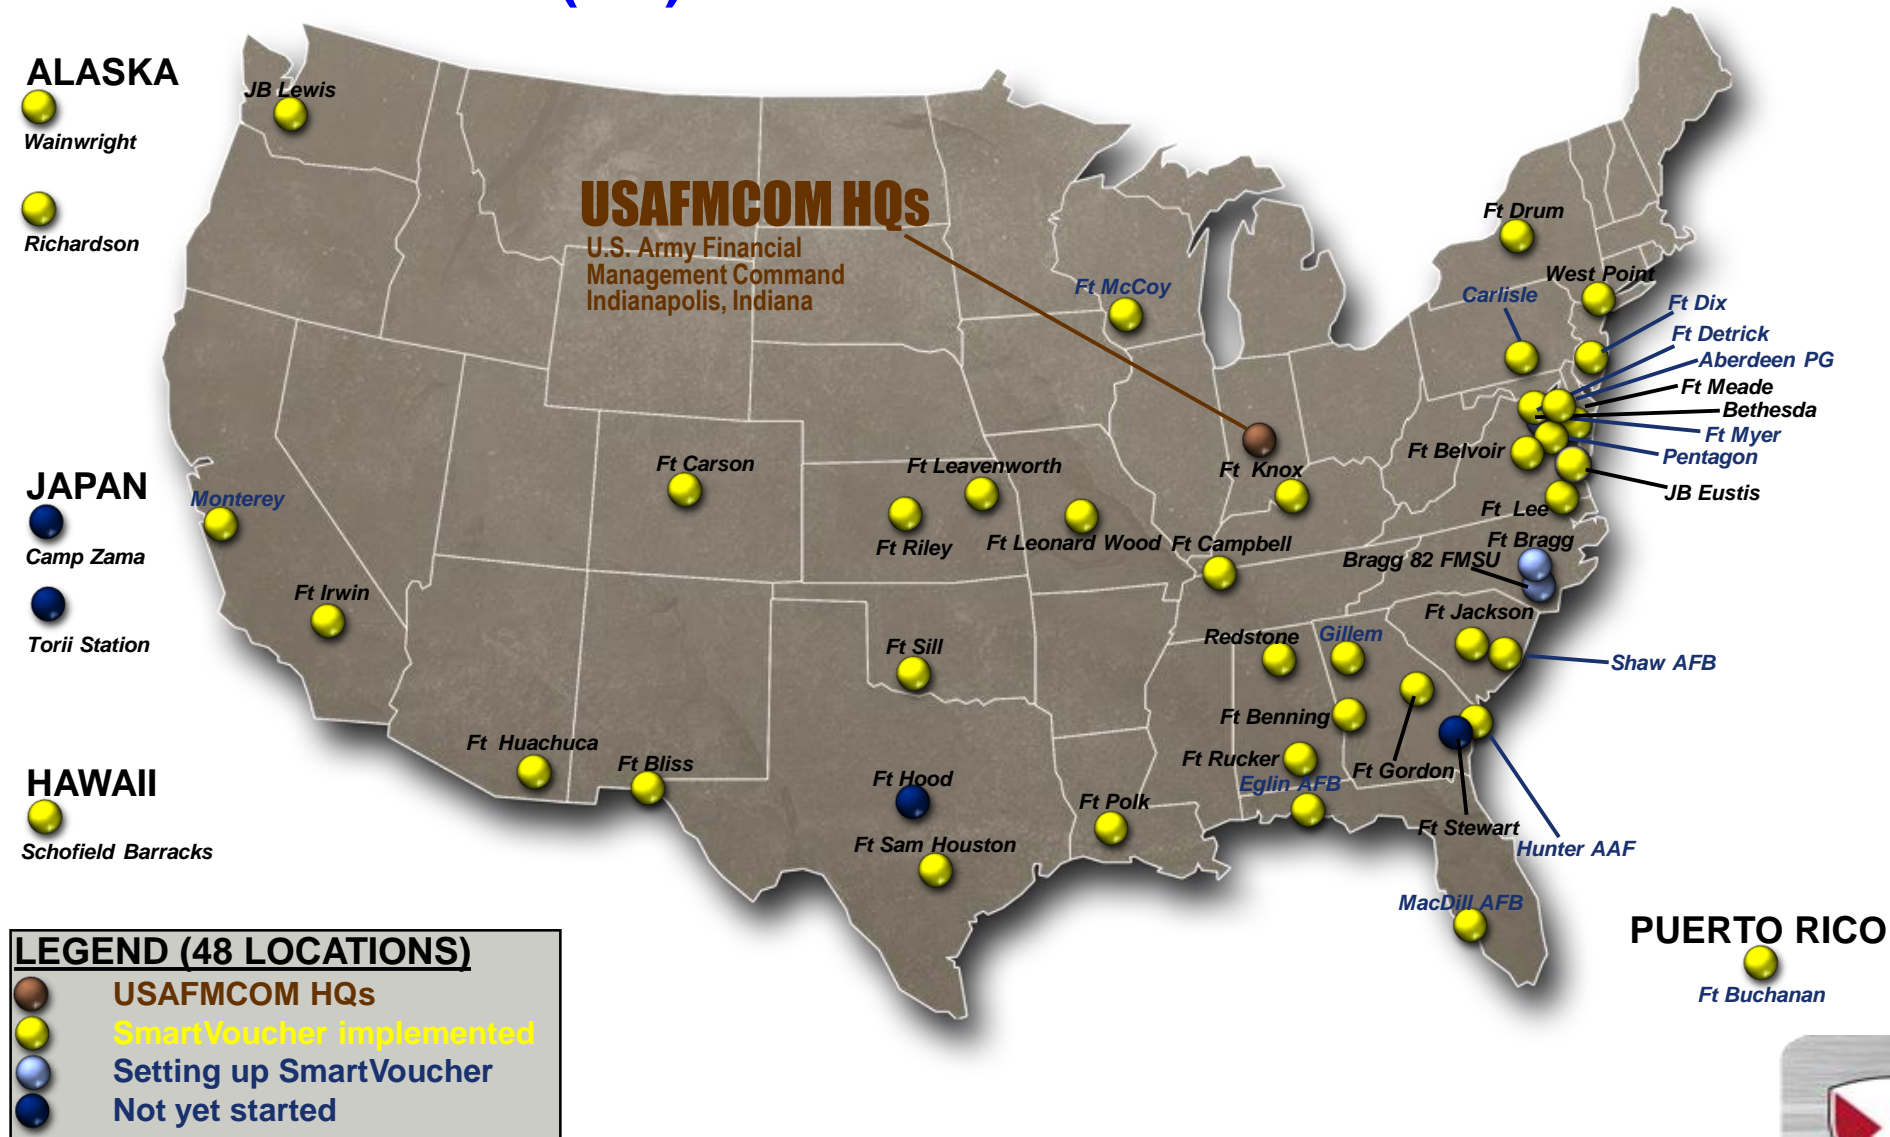 ALASKA
Wainwright
Richardson
JAPAN
Camp Zama
Torii Station
HAWAII
Schofield Barracks
JB Lewis
USAFMCOM HQs
U.S. Army Financial
Management Command
Indianapolis, Indiana
Ft McCoy
Ft Drum
West Point
Carlisle
Ft Dix
Ft Detrick
Aberdeen PG
Ft Meade
Bethesda
Ft Myer
Pentagon
Ft Belvoir
JB Eustis
Ft Lee
Ft Bragg
Bragg 82 FMSU
Monterey
Ft Irwin
Ft Carson
Ft Leavenworth
Ft Riley
Ft Leonard Wood
Ft Knox
Ft Campbell
Ft Jackson
Redstone
Gillem
Shaw AFB
Ft Sill
Ft Benning
Ft Rucker
Ft Gordon
Eglin AFB
Ft Stewart
Hunter AAF
Ft Huachuca
Ft Bliss
Ft Hood
Ft Polk
Ft Sam Houston
MacDill AFB
PUERTO RICO
Ft Buchanan
LEGEND (48 LOCATIONS)
USAFMCOM HQs
SmartVoucher implemented
Setting up SmartVoucher
Not yet started